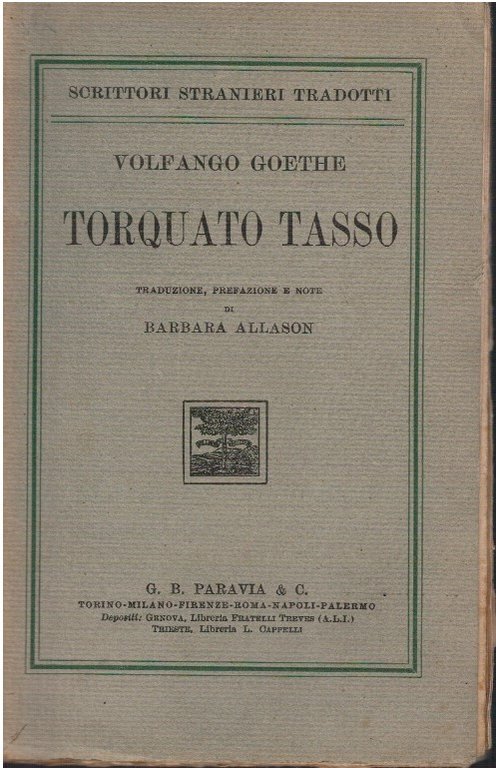 SCRITTORI STRANIERI TRADOTTI
VOLFANGO GOETHE
TORQUATO TASSO
TRADUZIONE, PREFAZIONE E NOTE
DI
BARBARA ALLASON
G. B. PARAVIA & C.
TORINO-MILANO-FIRENZE-ROMA-NAPOLI-PALERMO
Depositi: GENOVA, Libreria FRATELLI TREVES (A.L.I.)
TRIESTE, Libreria L. CAPPELLI